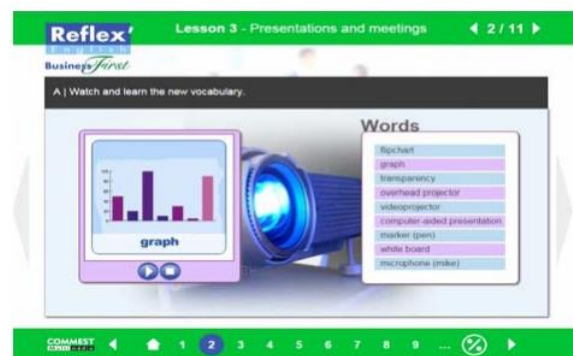 Reflex'
English
Business First
Lesson 3 - Presentations and meetings
2 / 11
A | Watch and learn the new vocabulary.
graph
Words
flipchart
graph
transparency
overhead projector
videoprojector
computer-aided presentation
marker (pen)
white board
microphone (mike)
COMMEST
1 2 3 4 5 6 7 8 9 ...